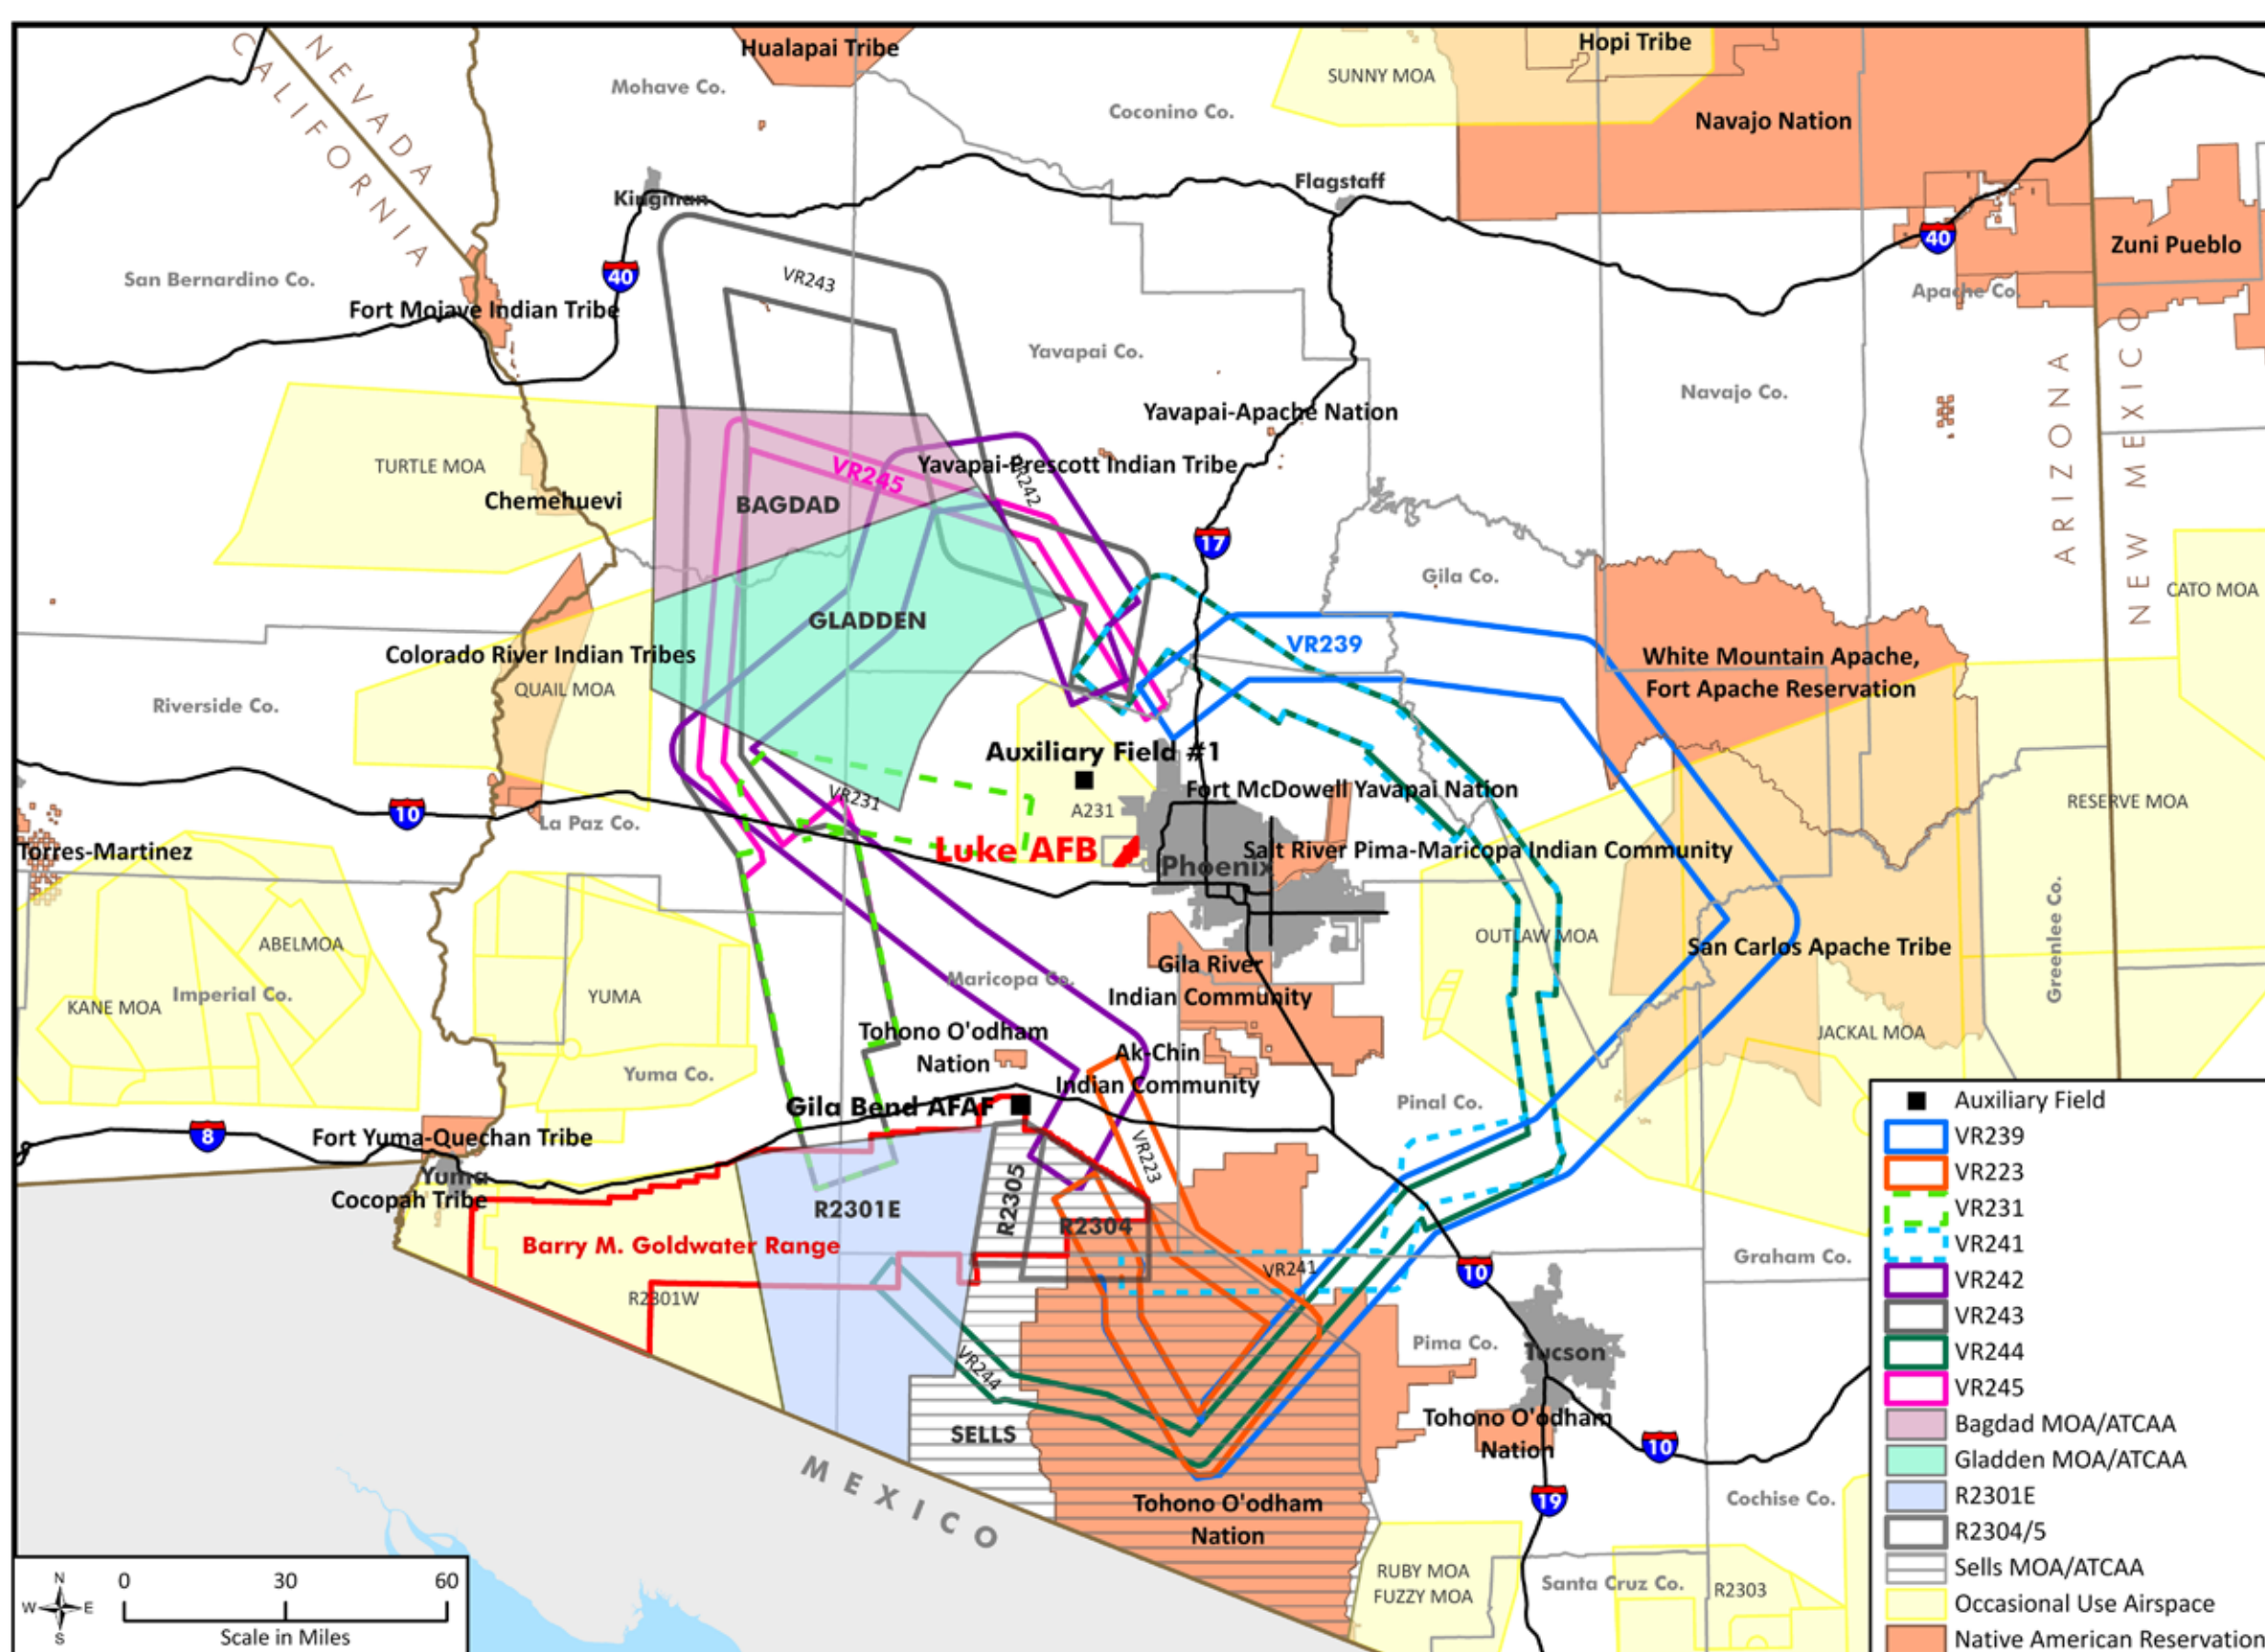 Hualapai Tribe
Hopi Tribe
SUNNY MOA
Mohave Co.
Coconino Co.
Navajo Nation
NEVADA
CALIFORNIA
Kingman
Flagstaff
40
Zuni Pueblo
San Bernardino Co.
40
VR243
Apache Co.
Fort Mojave Indian Tribe
Yavapai Co.
ARIZONA
NEW MEXICO
Navajo Co.
Yavapai-Apache Nation
TURTLE MOA
VR245
Yavapai-Prescott Indian Tribe
VR242
Chemehuevi
BAGDAD
17
Gila Co.
CATO MOA
GLADDEN
VR239
Colorado River Indian Tribes
White Mountain Apache,
Fort Apache Reservation
QUAIL MOA
Riverside Co.
Auxiliary Field #1
Fort McDowell Yavapai Nation
VR231
A231
RESERVE MOA
10
La Paz Co.
Torres-Martinez
Luke AFB
Salt River Pima-Maricopa Indian Community
Phoenix
ABELMOA
OUTLAW MOA
San Carlos Apache Tribe
Greenlee Co.
Gila River
Indian Community
Maricopa Co.
KANE MOA
Imperial Co.
YUMA
Tohono O'odham
Nation
JACKAL MOA
Ak-Chin
Indian Community
Yuma Co.
Gila Bend AFAF
Pinal Co.
8
Fort Yuma-Quechan Tribe
VR223
Yuma
Cocopah Tribe
R2305
R2301E
R2304
Barry M. Goldwater Range
Graham Co.
VR241
10
R2301W
Pima Co.
Tucson
VR244
SELLS
Tohono O'odham
Nation
10
MEXICO
Tohono O'odham
Nation
19
Cochise Co.
RUBY MOA
FUZZY MOA
Santa Cruz Co.
R2303
N
W E
S
0 30 60
Scale in Miles
Auxiliary Field
VR239
VR223
VR231
VR241
VR242
VR243
VR244
VR245
Bagdad MOA/ATCAA
Gladden MOA/ATCAA
R2301E
R2304/5
Sells MOA/ATCAA
Occasional Use Airspace
Native American Reservation